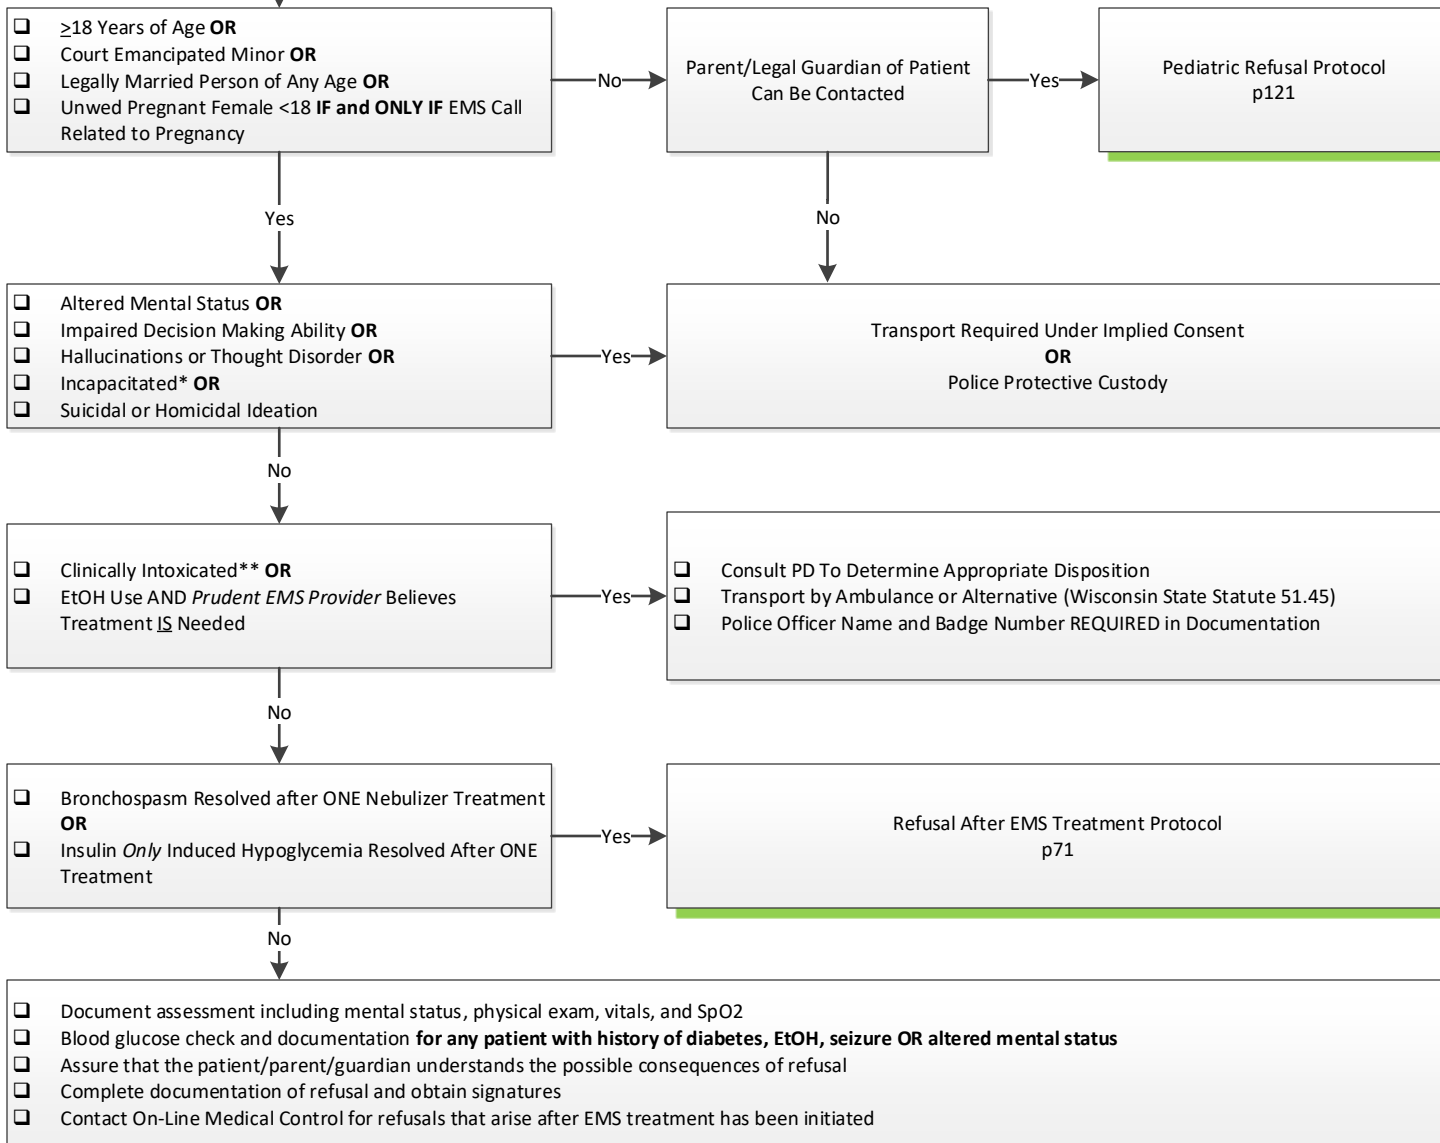 ❑ ≥18 Years of Age OR
❑ Court Emancipated Minor OR
❑ Legally Married Person of Any Age OR
❑ Unwed Pregnant Female <18 IF and ONLY IF EMS Call
Related to Pregnancy
No
Parent/Legal Guardian of Patient
Can Be Contacted
Yes
Pediatric Refusal Protocol
p121
Yes
No
❑ Altered Mental Status OR
❑ Impaired Decision Making Ability OR
❑ Hallucinations or Thought Disorder OR
❑ Incapacitated* OR
❑ Suicidal or Homicidal Ideation
Yes
Transport Required Under Implied Consent
OR
Police Protective Custody
No
❑ Clinically Intoxicated** OR
❑ EtOH Use AND Prudent EMS Provider Believes
Treatment IS Needed
Yes
❑ Consult PD To Determine Appropriate Disposition
❑ Transport by Ambulance or Alternative (Wisconsin State Statute 51.45)
❑ Police Officer Name and Badge Number REQUIRED in Documentation
No
❑ Bronchospasm Resolved after ONE Nebulizer Treatment
OR
❑ Insulin Only Induced Hypoglycemia Resolved After ONE
Treatment
Yes
Refusal After EMS Treatment Protocol
p71
No
❑ Document assessment including mental status, physical exam, vitals, and SpO2
❑ Blood glucose check and documentation for any patient with history of diabetes, EtOH, seizure OR altered mental status
❑ Assure that the patient/parent/guardian understands the possible consequences of refusal
❑ Complete documentation of refusal and obtain signatures
❑ Contact On-Line Medical Control for refusals that arise after EMS treatment has been initiated